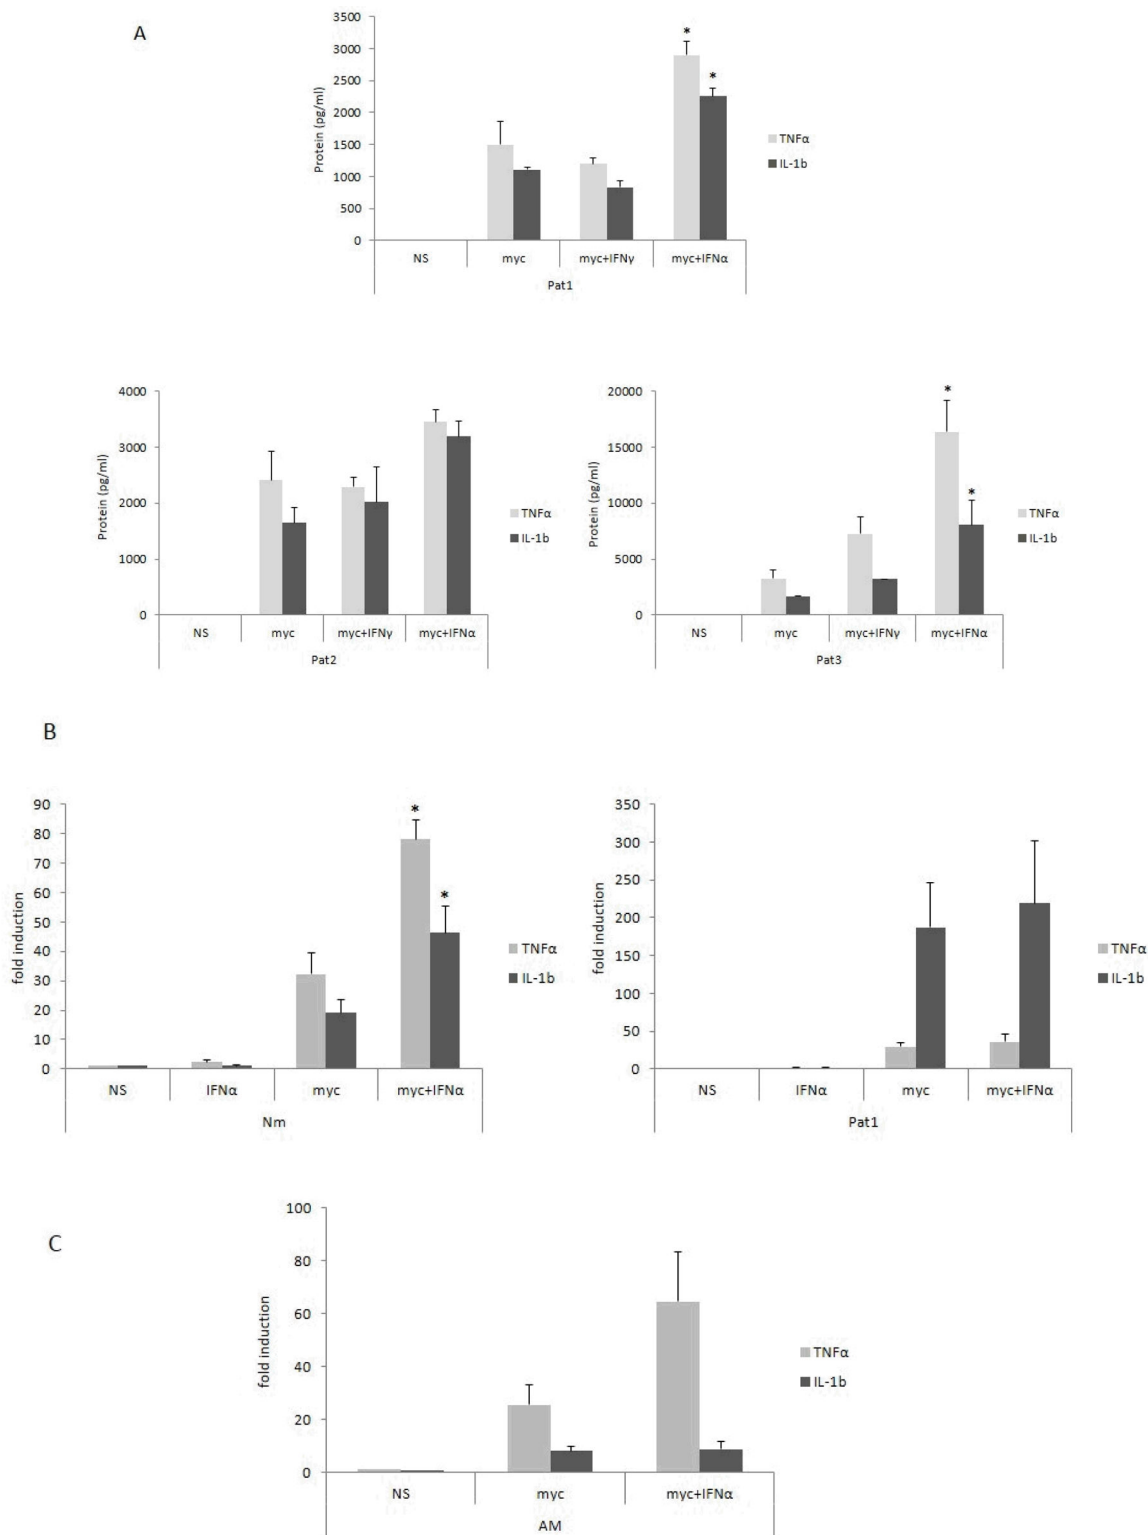 A
3500
3000
2500
2000
1500
1000
500
0
Protein (pg/ml)
* *
TNFα
IL-1b
NS myc myc+IFNγ myc+IFNα
Pat1
4000
3000
2000
1000
0
Protein (pg/ml)
TNFα
IL-1b
NS myc myc+IFNγ myc+IFNα
Pat2
20000
15000
10000
5000
0
Protein (pg/ml)
* *
TNFα
IL-1b
NS myc myc+IFNγ myc+IFNα
Pat3
B
90
80
70
60
50
40
30
20
10
0
fold induction
* *
TNFα
IL-1b
NS IFNα myc myc+IFNα
Nm
350
300
250
200
150
100
50
0
fold induction
TNFα
IL-1b
NS IFNα myc myc+IFNα
Pat1
C
100
80
60
40
20
0
fold induction
TNFα
IL-1b
NS myc myc+IFNα
AM